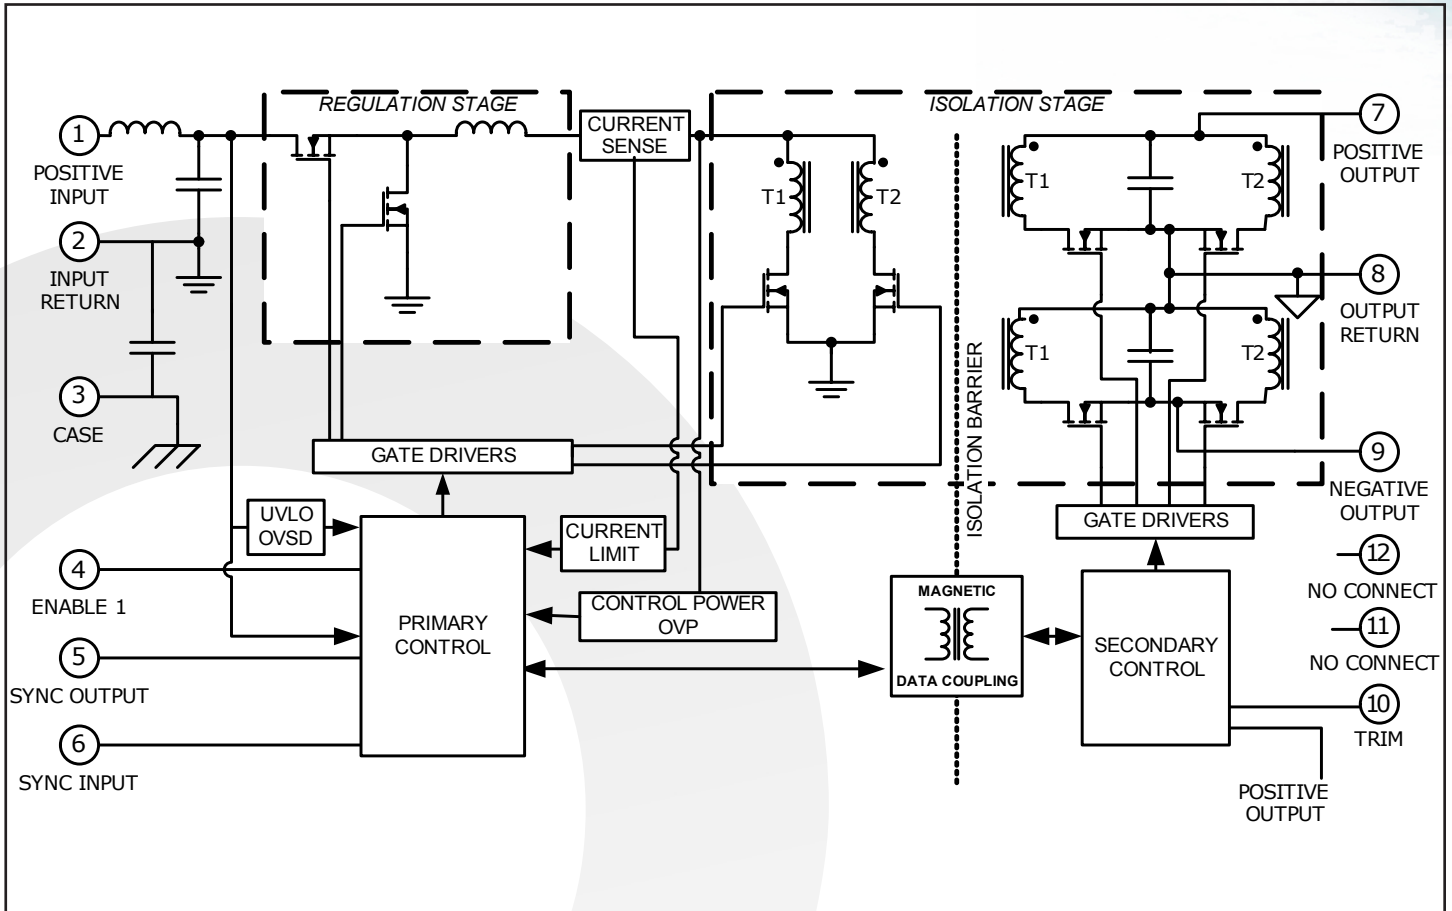 REGULATION STAGE
ISOLATION STAGE
1
POSITIVE
INPUT
CURRENT
SENSE
7
POSITIVE
OUTPUT
T1
T2
T1
T2
2
INPUT
RETURN
8
OUTPUT
RETURN
T1
T2
3
CASE
ISOLATION BARRIER
GATE DRIVERS
9
NEGATIVE
OUTPUT
UVLO
OVSD
CURRENT
LIMIT
GATE DRIVERS
4
ENABLE 1
12
NO CONNECT
CONTROL POWER
OVP
MAGNETIC
DATA COUPLING
PRIMARY
CONTROL
SECONDARY
CONTROL
11
NO CONNECT
5
SYNC OUTPUT
10
TRIM
6
SYNC INPUT
POSITIVE
OUTPUT